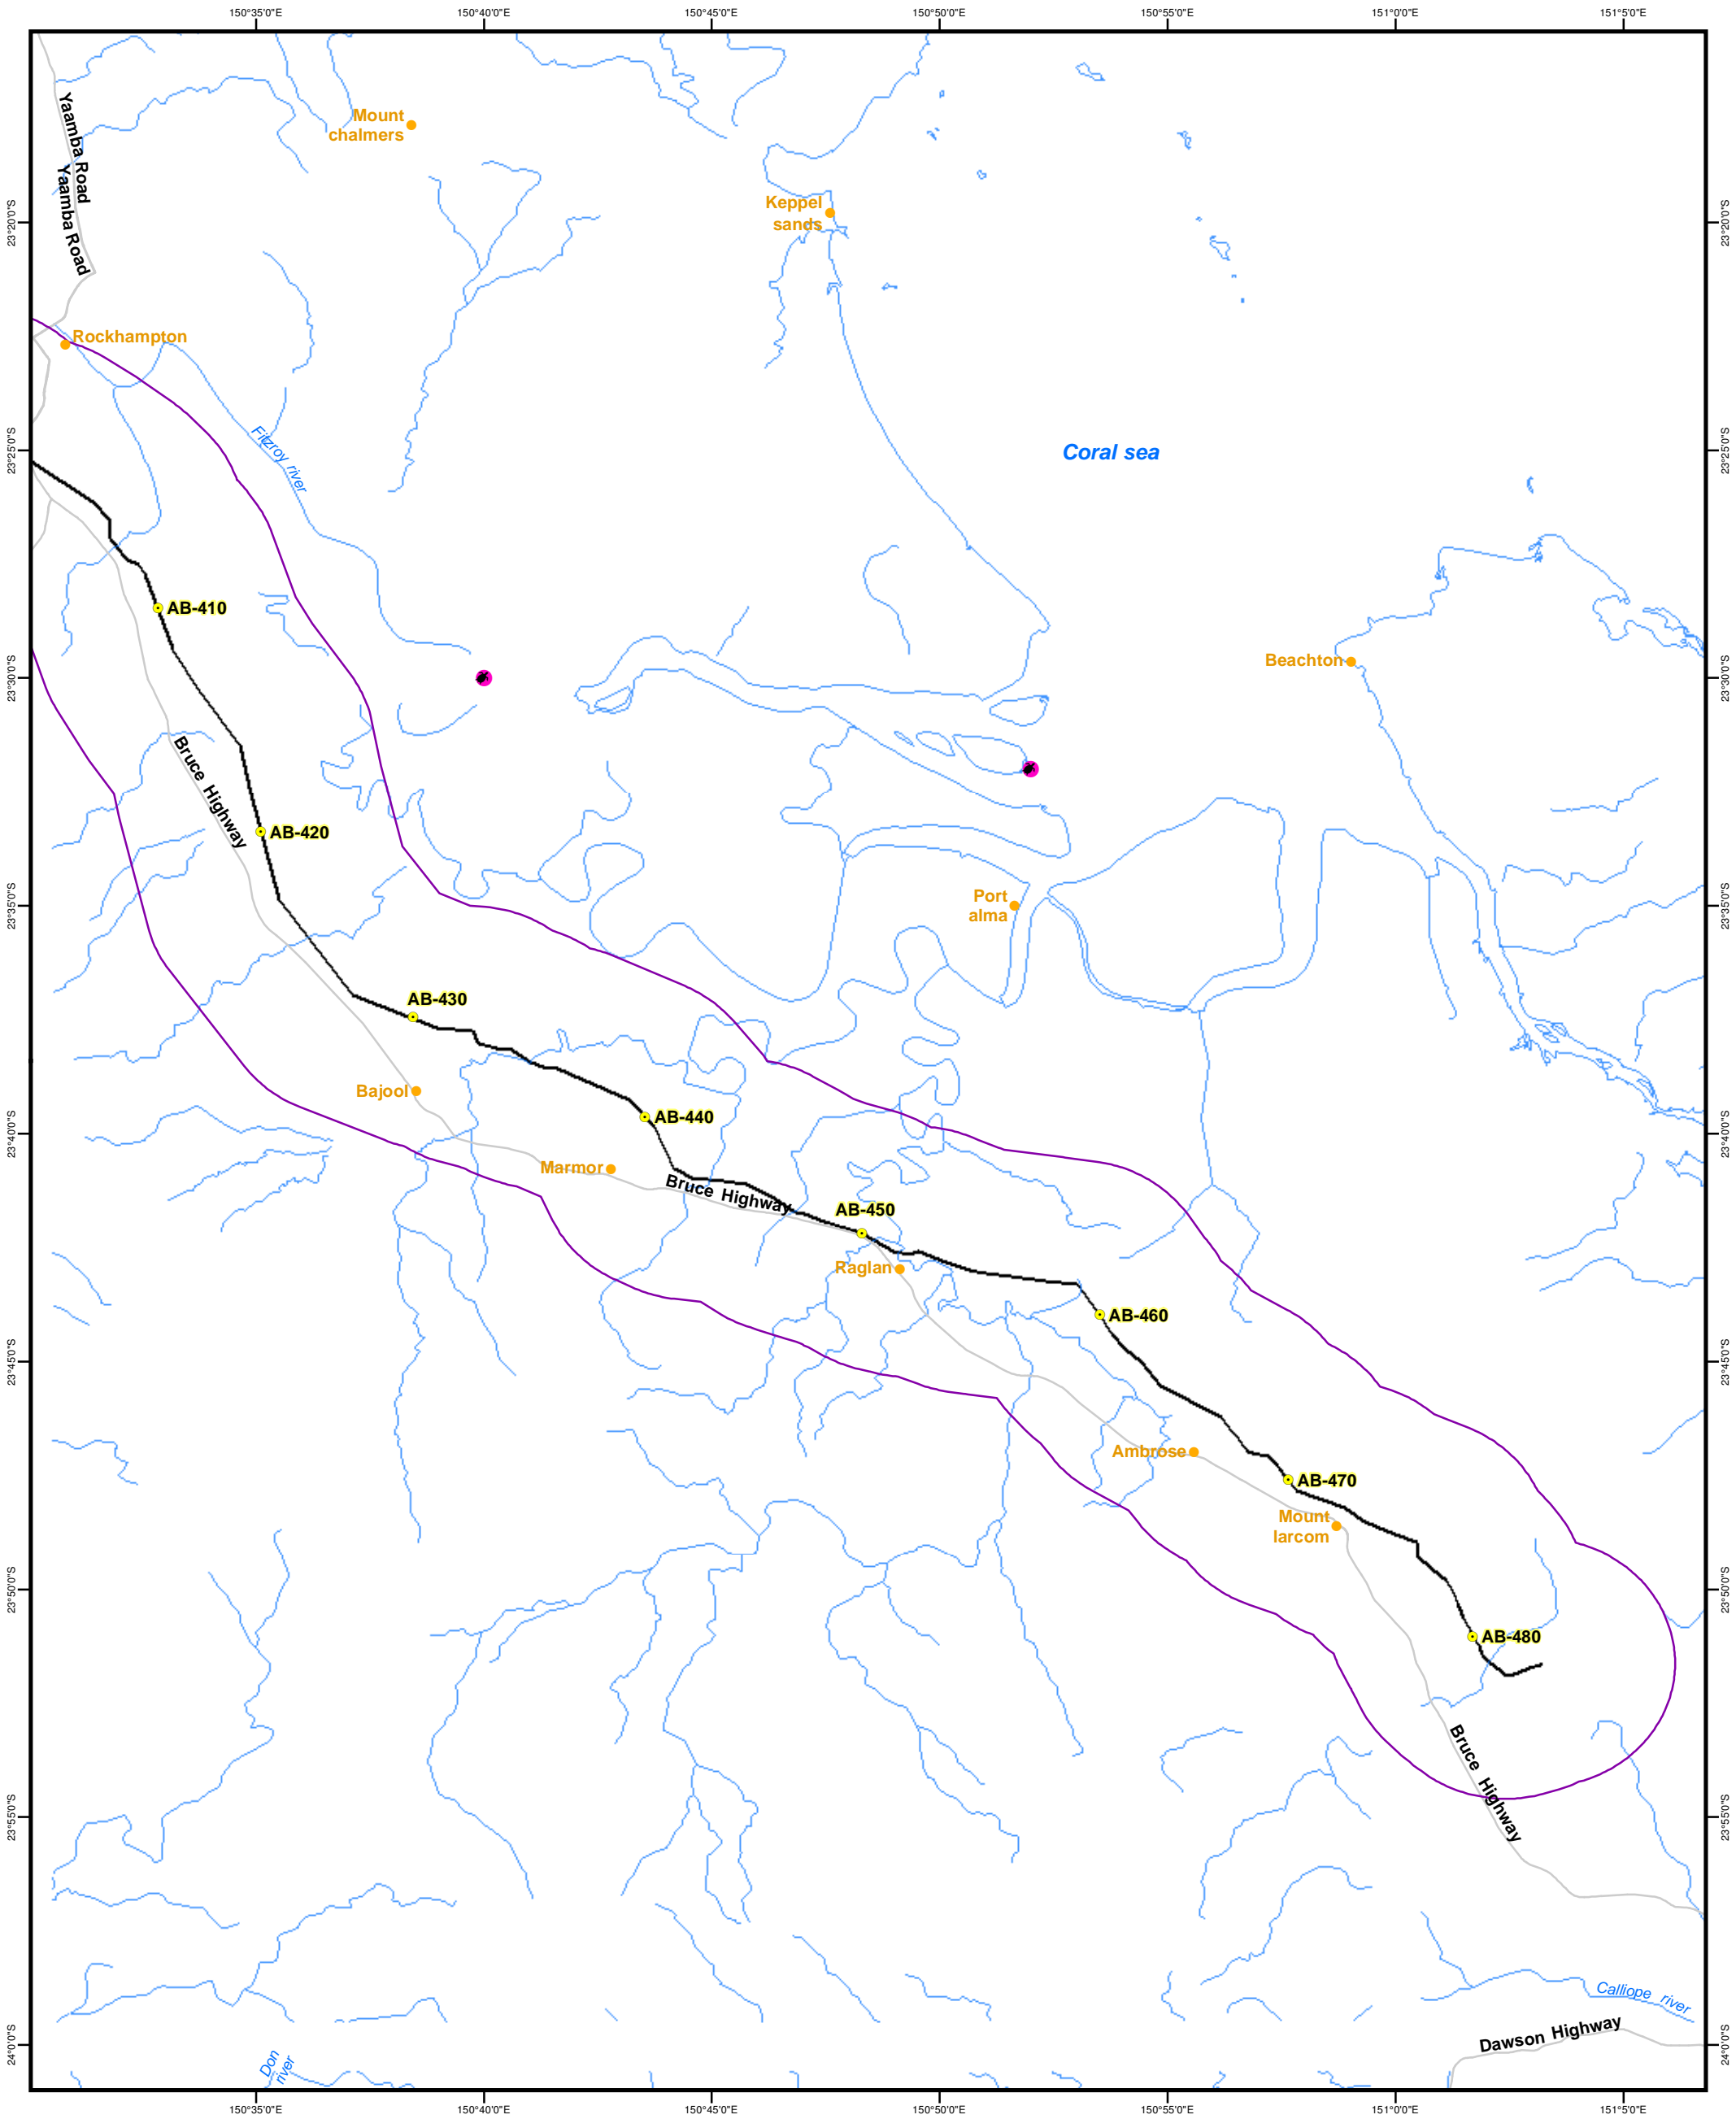 150°35'0"E 150°40'0"E 150°45'0"E 150°50'0"E 150°55'0"E 151°0'0"E 151°5'0"E
Yaamba Road
Mount
chalmers
Yaamba Road
Keppel
sands
23°20'0"S
23°20'0"S
Rockhampton
Fitzroy river
Coral sea
23°25'0"S
23°25'0"S
AB-410
Beachton
23°30'0"S
23°30'0"S
Bruce Highway
AB-420
Port
alma
23°35'0"S
23°35'0"S
AB-430
Bajool
AB-440
23°40'0"S
23°40'0"S
Marmor
Bruce Highway
AB-450
Raglan
AB-460
23°45'0"S
23°45'0"S
Ambrose
AB-470
Mount
larcom
23°50'0"S
23°50'0"S
AB-480
Bruce Highway
23°55'0"S
23°55'0"S
Calliope river
Dawson Highway
24°0'0"S
24°0'0"S
Don
river
150°35'0"E 150°40'0"E 150°45'0"E 150°50'0"E 150°55'0"E 151°0'0"E 151°5'0"E